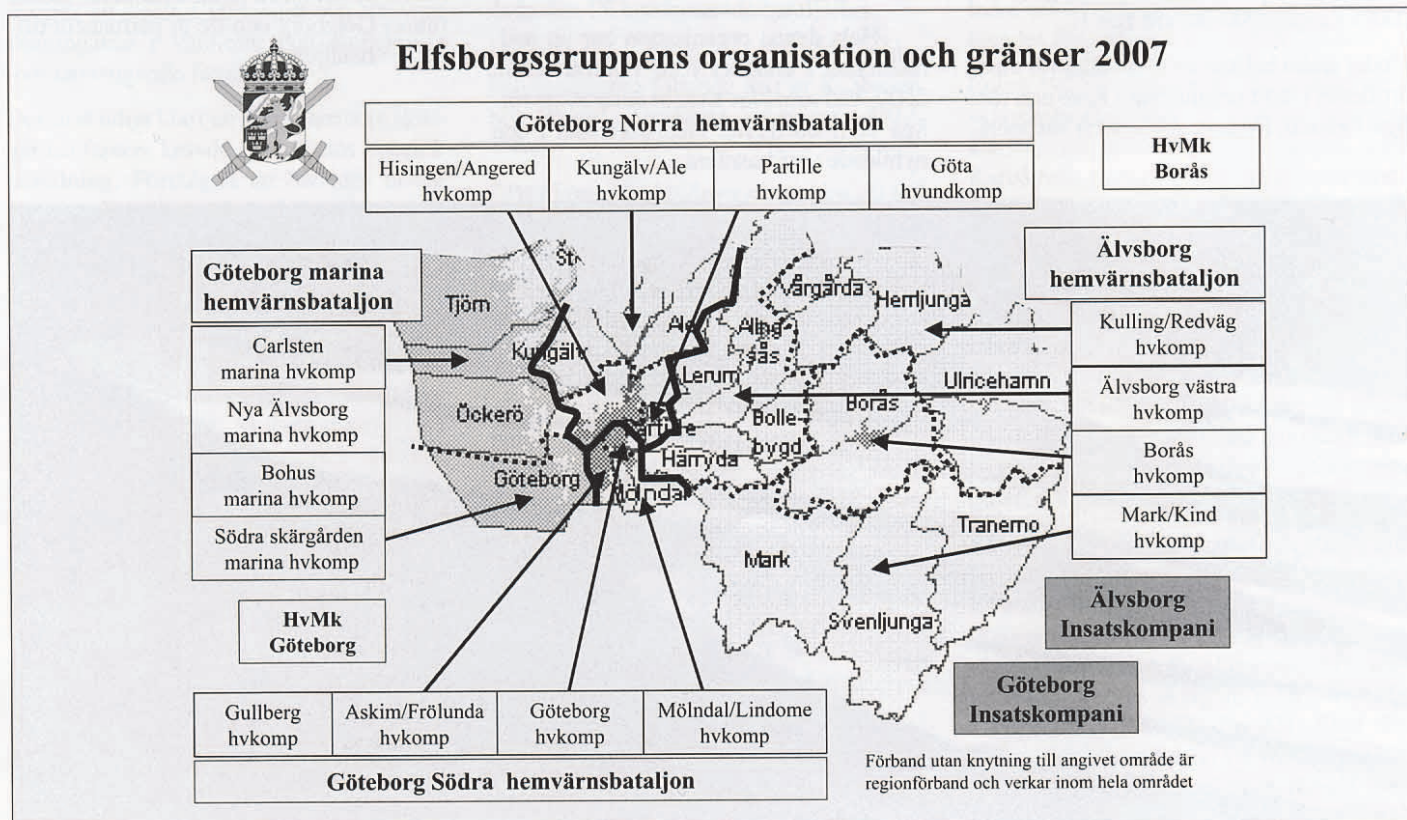 Elfsborgsgruppens organisation och gränser 2007
Göteborg Norra hemvärnsbataljon
Hisingen/Angered
hvkomp
Kungälv/Ale
hvkomp
Partille
hvkomp
Göta
hvundkomp
HvMk
Borås
Göteborg marina
hemvärnsbataljon
Carlsten
marina hvkomp
Nya Älvsborg
marina hvkomp
Bohus
marina hvkomp
Södra skärgården
marina hvkomp
HvMk
Göteborg
Älvsborg
hemvärnsbataljon
Kulling/Redväg
hvkomp
Älvsborg västra
hvkomp
Borås
hvkomp
Mark/Kind
hvkomp
Tjörn
Kungälv
Öckerö
Göteborg
Ale
Aling
sås
Lerum
Vårgårda
Herrljunga
Ulricehamn
Borås
Bolle-
bygd
Härryda
Mark
Svenljunga
Tranemo
Älvsborg
Insatskompani
Göteborg
Insatskompani
Gullberg
hvkomp
Askim/Frölunda
hvkomp
Göteborg
hvkomp
Mölndal/Lindome
hvkomp
Göteborg Södra hemvärnsbataljon
Förband utan knytning till angivet område är
regionförband och verkar inom hela området